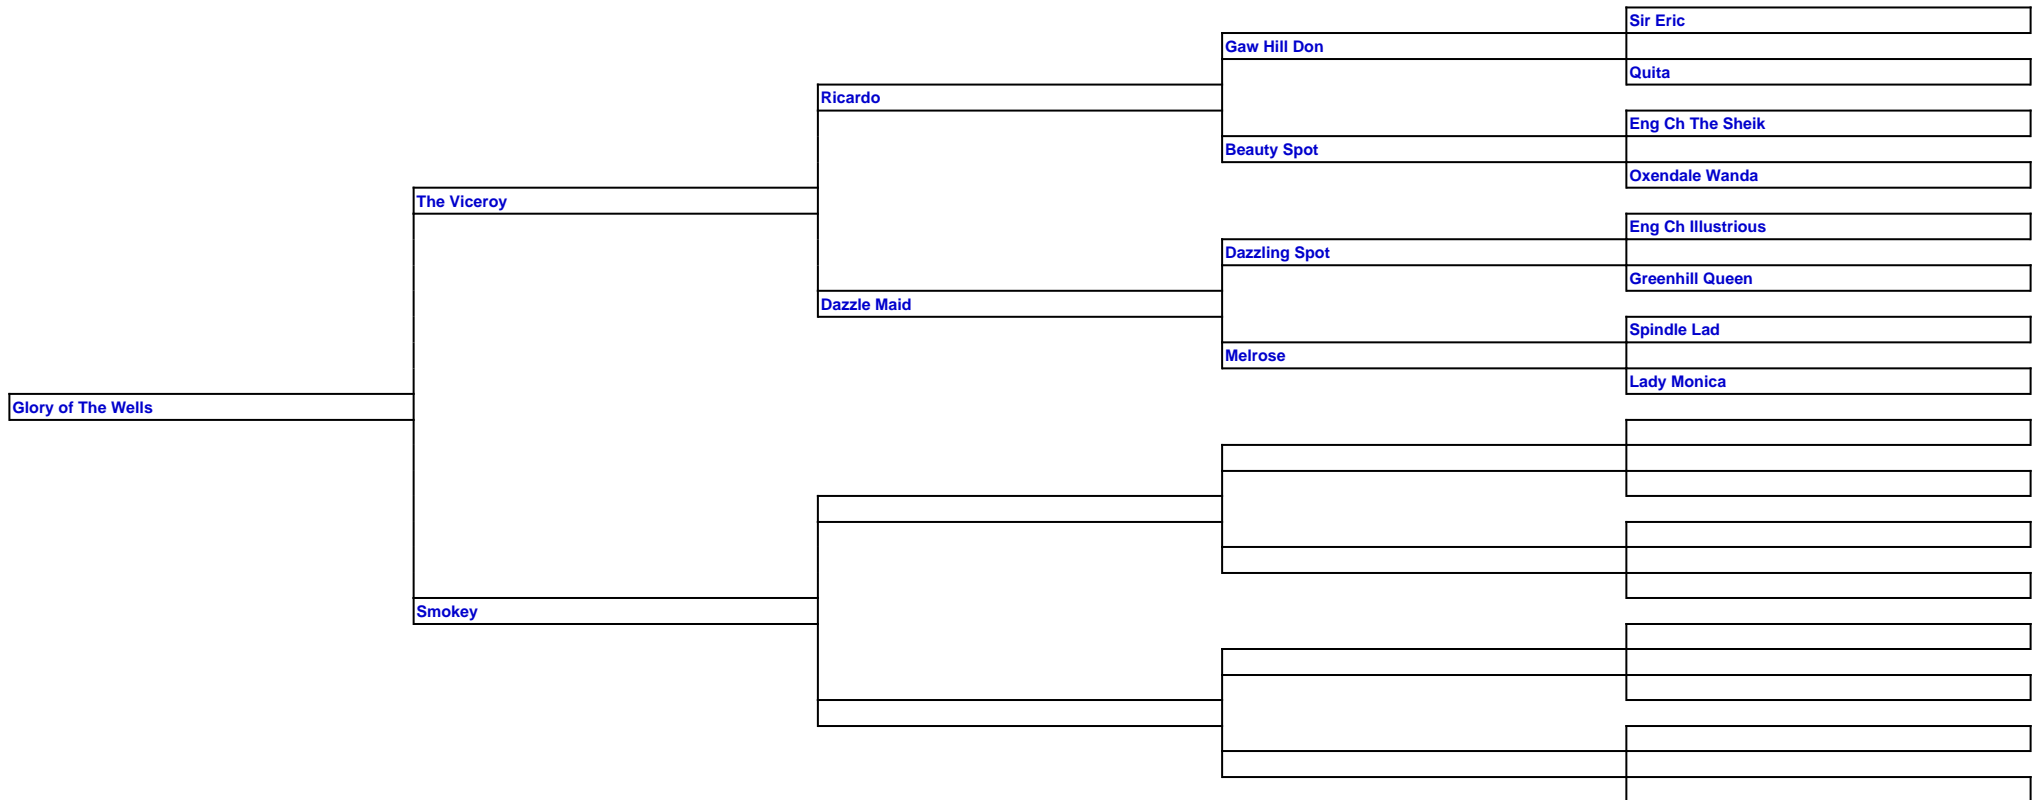 Sir Eric
Gaw Hill Don
Quita
Ricardo
Eng Ch The Sheik
Beauty Spot
Oxendale Wanda
The Viceroy
Eng Ch Illustrious
Dazzling Spot
Greenhill Queen
Dazzle Maid
Spindle Lad
Melrose
Lady Monica
Glory of The Wells
Smokey